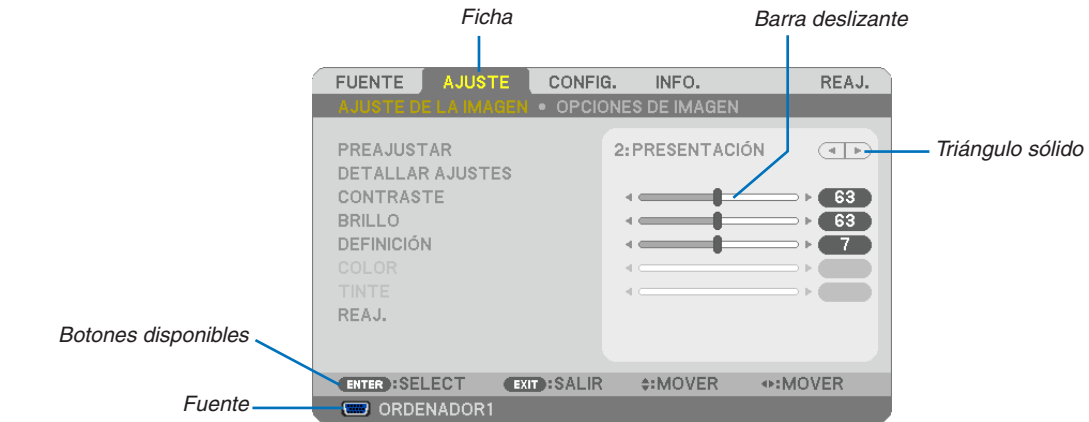 Ficha
Barra deslizante
FUENTE AJUSTE CONFIG. INFO. REAJ.
AJUSTE DE LA IMAGEN • OPCIONES DE IMAGEN
PREAJUSTAR 2:PRESENTACIÓN
Triángulo sólido
DETALLAR AJUSTES
CONTRASTE 63
BRILLO 63
DEFINICIÓN 7
COLOR
TINTE
REAJ.
Botones disponibles
ENTER:SELECT EXIT:SALIR :MOVER :MOVER
Fuente
ORDENADOR1